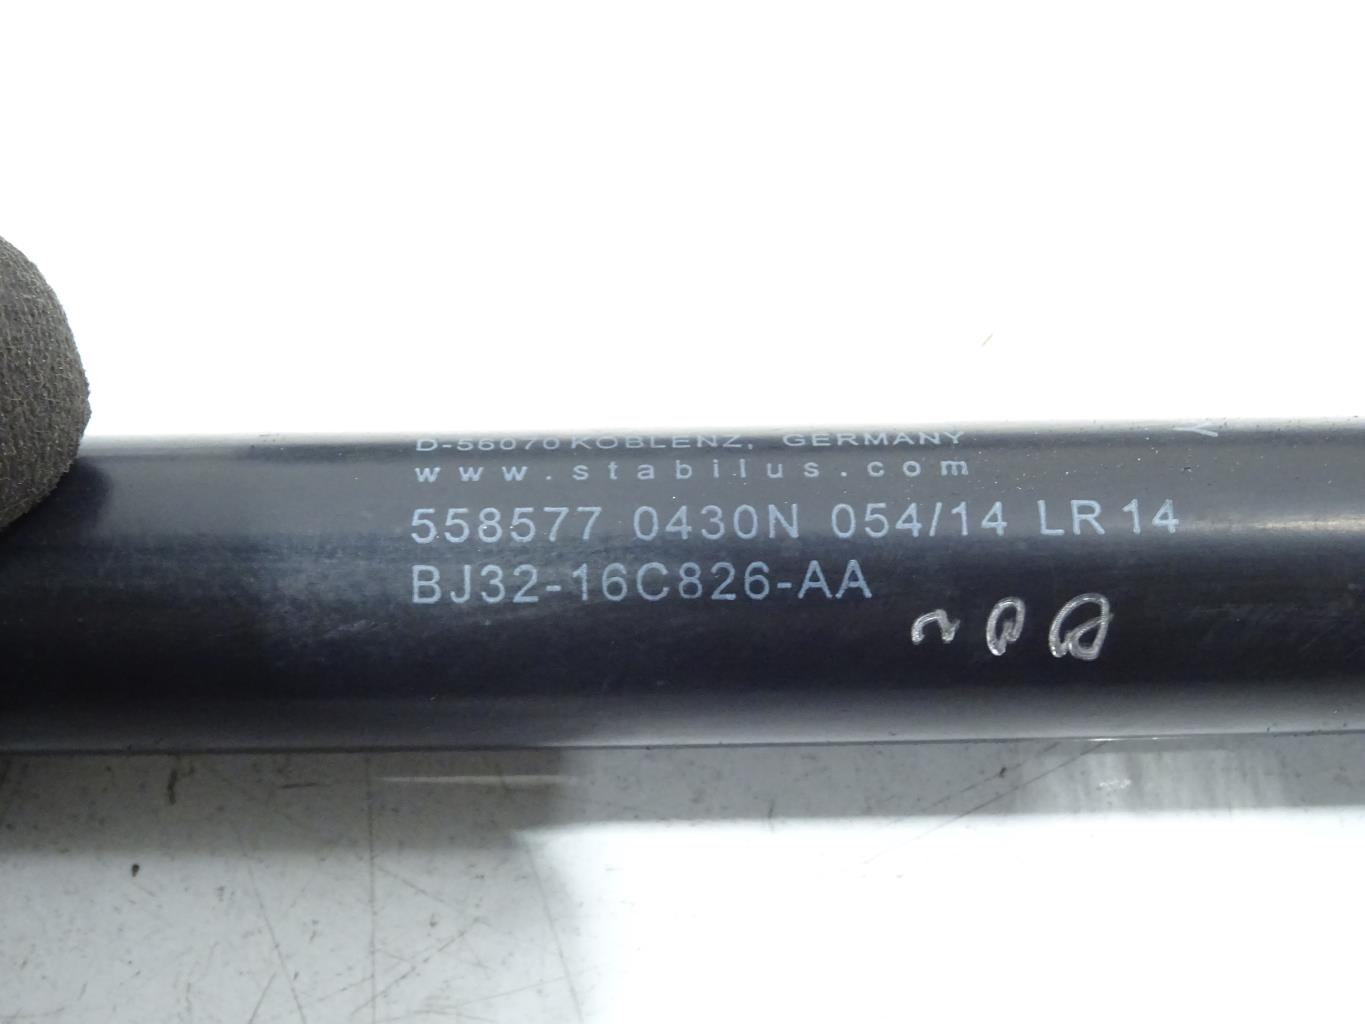 D-56070 KOBLENZ, GERMANY
www.stabilus.com
558577 0430N 054/14 LR 14
BJ32-16C826-AA